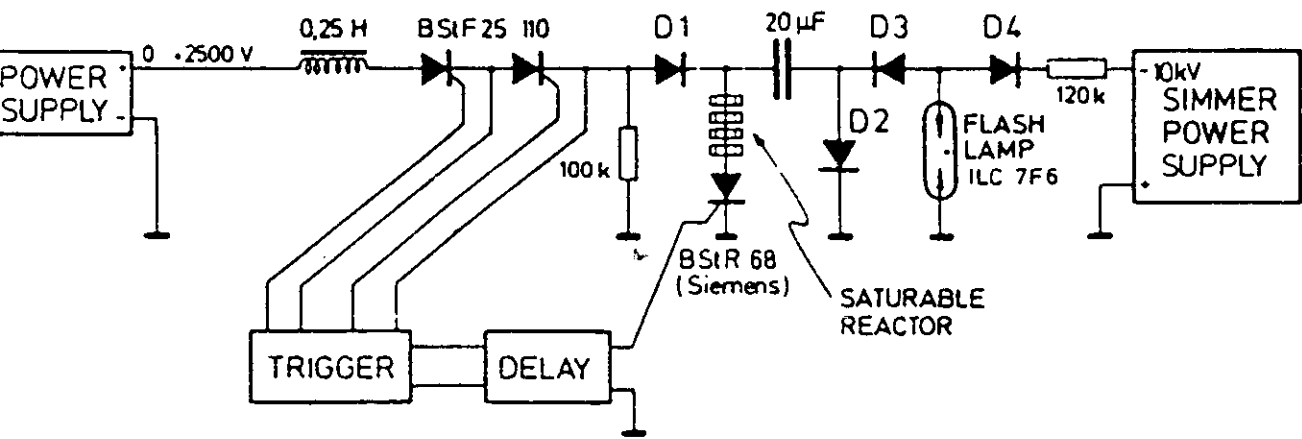 POWER
SUPPLY
+
-
0 .2500 V
0,25 H
BStF 25 110
D1
20 µF
D3
D4
100 k
D2
FLASH
LAMP
ILC 7F6
120 k
- 10kV
SIMMER
POWER
SUPPLY
+
BStR 68
(Siemens)
SATURABLE
REACTOR
TRIGGER
DELAY